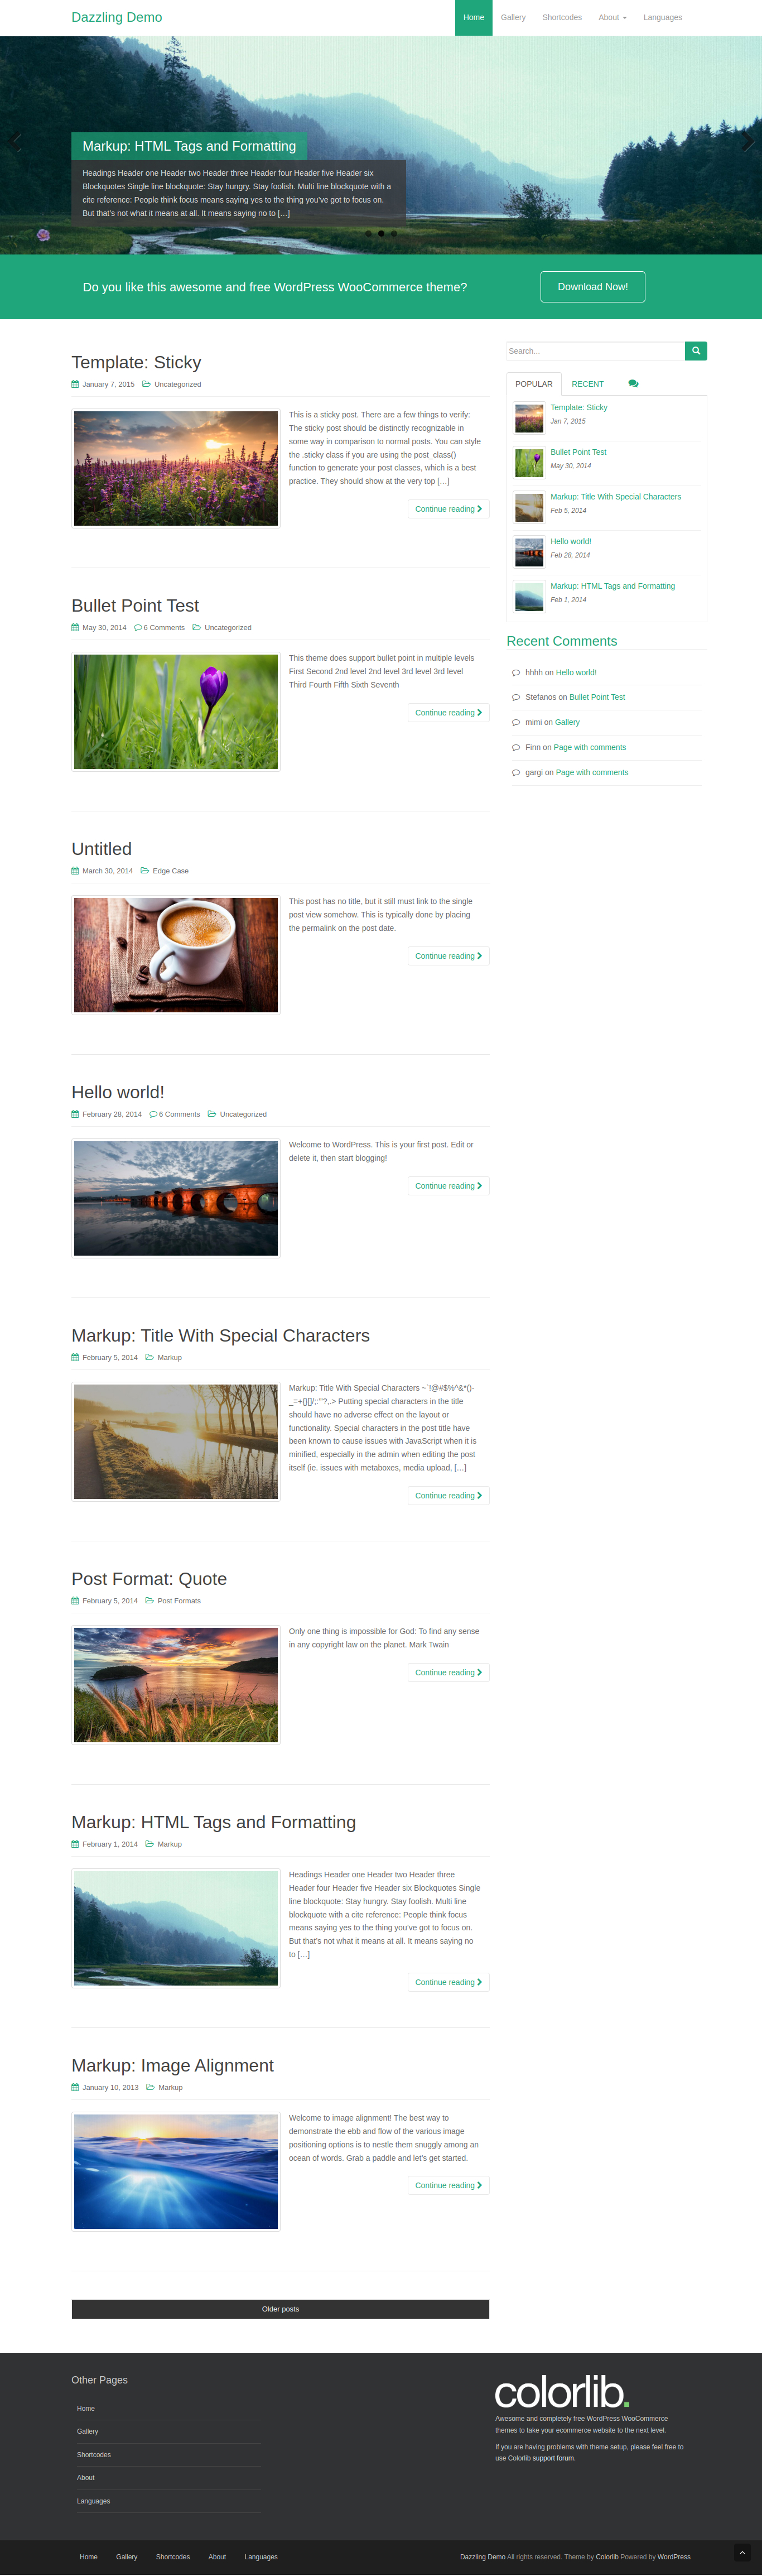 Dazzling Demo
Home
Gallery
Shortcodes
About
Languages
Markup: HTML Tags and Formatting
Headings Header one Header two Header three Header four Header five Header six
Blockquotes Single line blockquote: Stay hungry. Stay foolish. Multi line blockquote with a
cite reference: People think focus means saying yes to the thing you've got to focus on.
But that's not what it means at all. It means saying no to […]
Do you like this awesome and free WordPress WooCommerce theme?
Download Now!
Template: Sticky
January 7, 2015 Uncategorized
This is a sticky post. There are a few things to verify:
The sticky post should be distinctly recognizable in
some way in comparison to normal posts. You can style
the .sticky class if you are using the post_class()
function to generate your post classes, which is a best
practice. They should show at the very top […]
Continue reading
Bullet Point Test
May 30, 2014 6 Comments Uncategorized
This theme does support bullet point in multiple levels
First Second 2nd level 2nd level 3rd level 3rd level
Third Fourth Fifth Sixth Seventh
Continue reading
Untitled
March 30, 2014 Edge Case
This post has no title, but it still must link to the single
post view somehow. This is typically done by placing
the permalink on the post date.
Continue reading
Hello world!
February 28, 2014 6 Comments Uncategorized
Welcome to WordPress. This is your first post. Edit or
delete it, then start blogging!
Continue reading
Markup: Title With Special Characters
February 5, 2014 Markup
Markup: Title With Special Characters ~`!@#$%^&*()-
_=+{}[]/;:'"?,.> Putting special characters in the title
should have no adverse effect on the layout or
functionality. Special characters in the post title have
been known to cause issues with JavaScript when it is
minified, especially in the admin when editing the post
itself (ie. issues with metaboxes, media upload, […]
Continue reading
Post Format: Quote
February 5, 2014 Post Formats
Only one thing is impossible for God: To find any sense
in any copyright law on the planet. Mark Twain
Continue reading
Markup: HTML Tags and Formatting
February 1, 2014 Markup
Headings Header one Header two Header three
Header four Header five Header six Blockquotes Single
line blockquote: Stay hungry. Stay foolish. Multi line
blockquote with a cite reference: People think focus
means saying yes to the thing you've got to focus on.
But that's not what it means at all. It means saying no
to […]
Continue reading
Markup: Image Alignment
January 10, 2013 Markup
Welcome to image alignment! The best way to
demonstrate the ebb and flow of the various image
positioning options is to nestle them snuggly among an
ocean of words. Grab a paddle and let's get started.
Continue reading
Older posts
Search...
POPULAR
RECENT
Template: Sticky
Jan 7, 2015
Bullet Point Test
May 30, 2014
Markup: Title With Special Characters
Feb 5, 2014
Hello world!
Feb 28, 2014
Markup: HTML Tags and Formatting
Feb 1, 2014
Recent Comments
hhhh on Hello world!
Stefanos on Bullet Point Test
mimi on Gallery
Finn on Page with comments
gargi on Page with comments
Other Pages
Home
Gallery
Shortcodes
About
Languages
colorlib.
Awesome and completely free WordPress WooCommerce
themes to take your ecommerce website to the next level.
If you are having problems with theme setup, please feel free to
use Colorlib support forum.
Home
Gallery
Shortcodes
About
Languages
Dazzling Demo All rights reserved. Theme by Colorlib Powered by WordPress